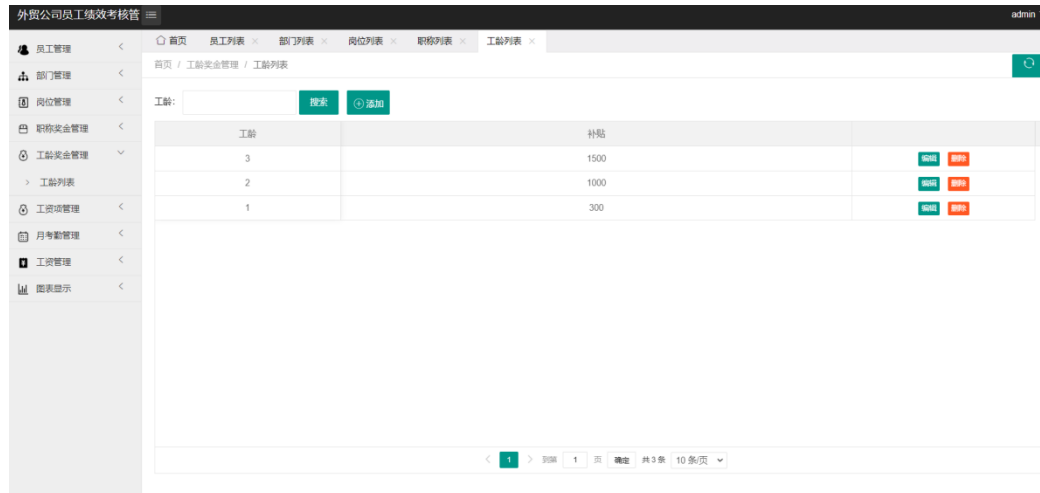 外贸公司员工绩效考核管
admin
员工管理
部门管理
岗位管理
职称奖金管理
工龄奖金管理
工龄列表
工资项管理
月考勤管理
工资管理
图表显示
首页 员工列表 部门列表 岗位列表 职称列表 工龄列表
首页 / 工龄奖金管理 / 工龄列表
工龄: 搜索 添加
工龄 补贴
3 1500 编辑 删除
2 1000 编辑 删除
1 300 编辑 删除
1 到第 1 页 确定 共 3 条 10 条/页